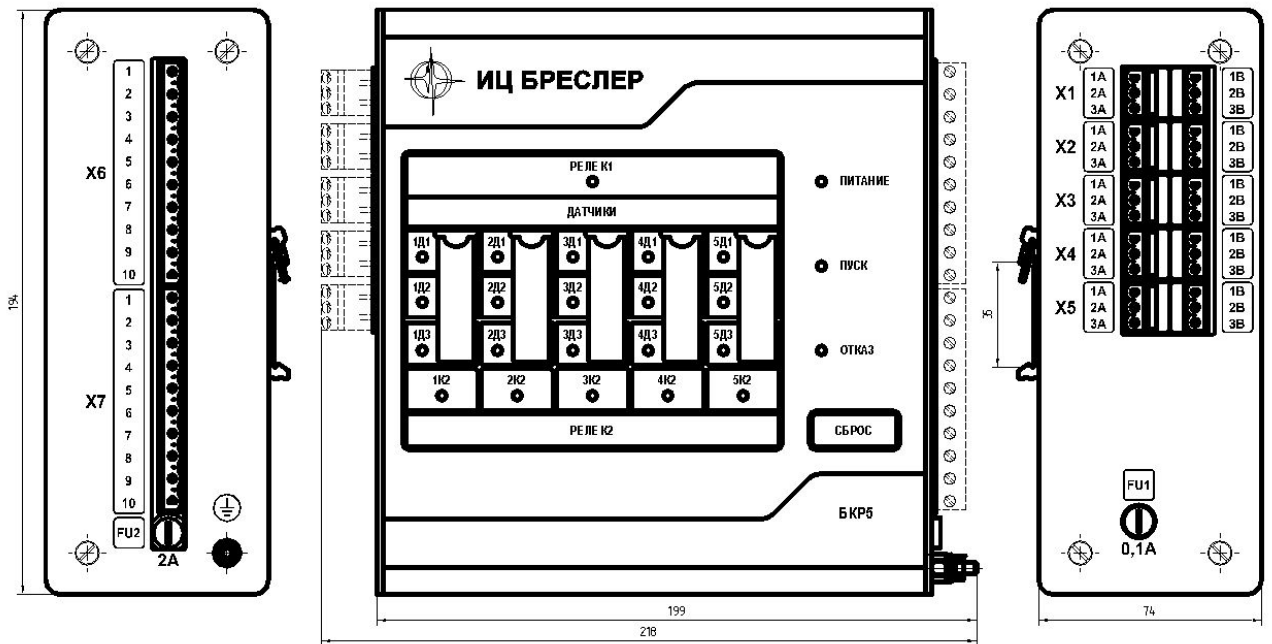 194
X6
1
2
3
4
5
6
7
8
9
10
X7
1
2
3
4
5
6
7
8
9
10
FU2
2A
ИЦ БРЕСЛЕР
РЕЛЕ К1
ДАТЧИКИ
1Д1 2Д1 3Д1 4Д1 5Д1
1Д2 2Д2 3Д2 4Д2 5Д2
1Д3 2Д3 3Д3 4Д3 5Д3
1К2 2К2 3К2 4К2 5К2
РЕЛЕ К2
ПИТАНИЕ
ПУСК
ОТКАЗ
СБРОС
БКР5
199
218
35
X1
1A 1B
2A 2B
3A 3B
X2
1A 1B
2A 2B
3A 3B
X3
1A 1B
2A 2B
3A 3B
X4
1A 1B
2A 2B
3A 3B
X5
1A 1B
2A 2B
3A 3B
FU1
0,1A
74